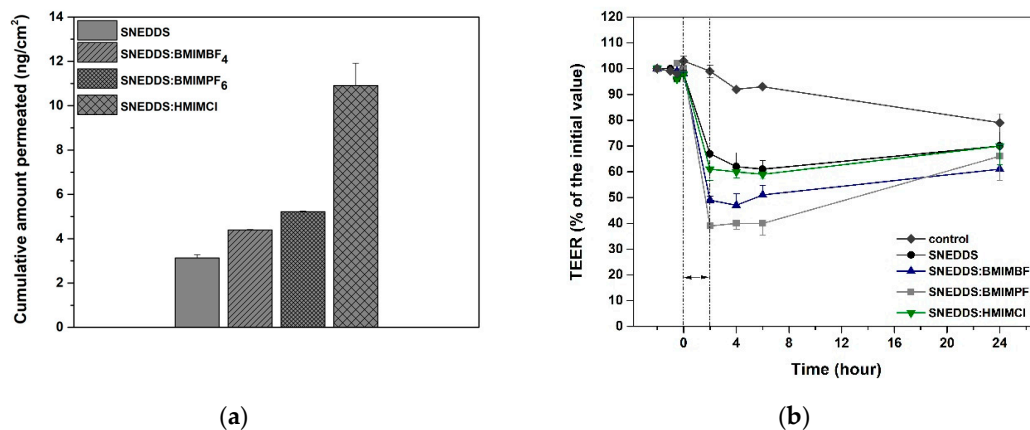 Cumulative amount permeated (ng/cm²)
14
12
10
8
6
4
2
0
SNEDDS
SNEDDS:BMIMBF₄
SNEDDS:BMIMPF₆
SNEDDS:HMIMCl
(a)
TEER (% of the initial value)
120
110
100
90
80
70
60
50
40
30
20
10
0
control
SNEDDS
SNEDDS:BMIMBF
SNEDDS:BMIMPF
SNEDDS:HMIMCl
0 4 8 12 16 20 24
Time (hour)
(b)